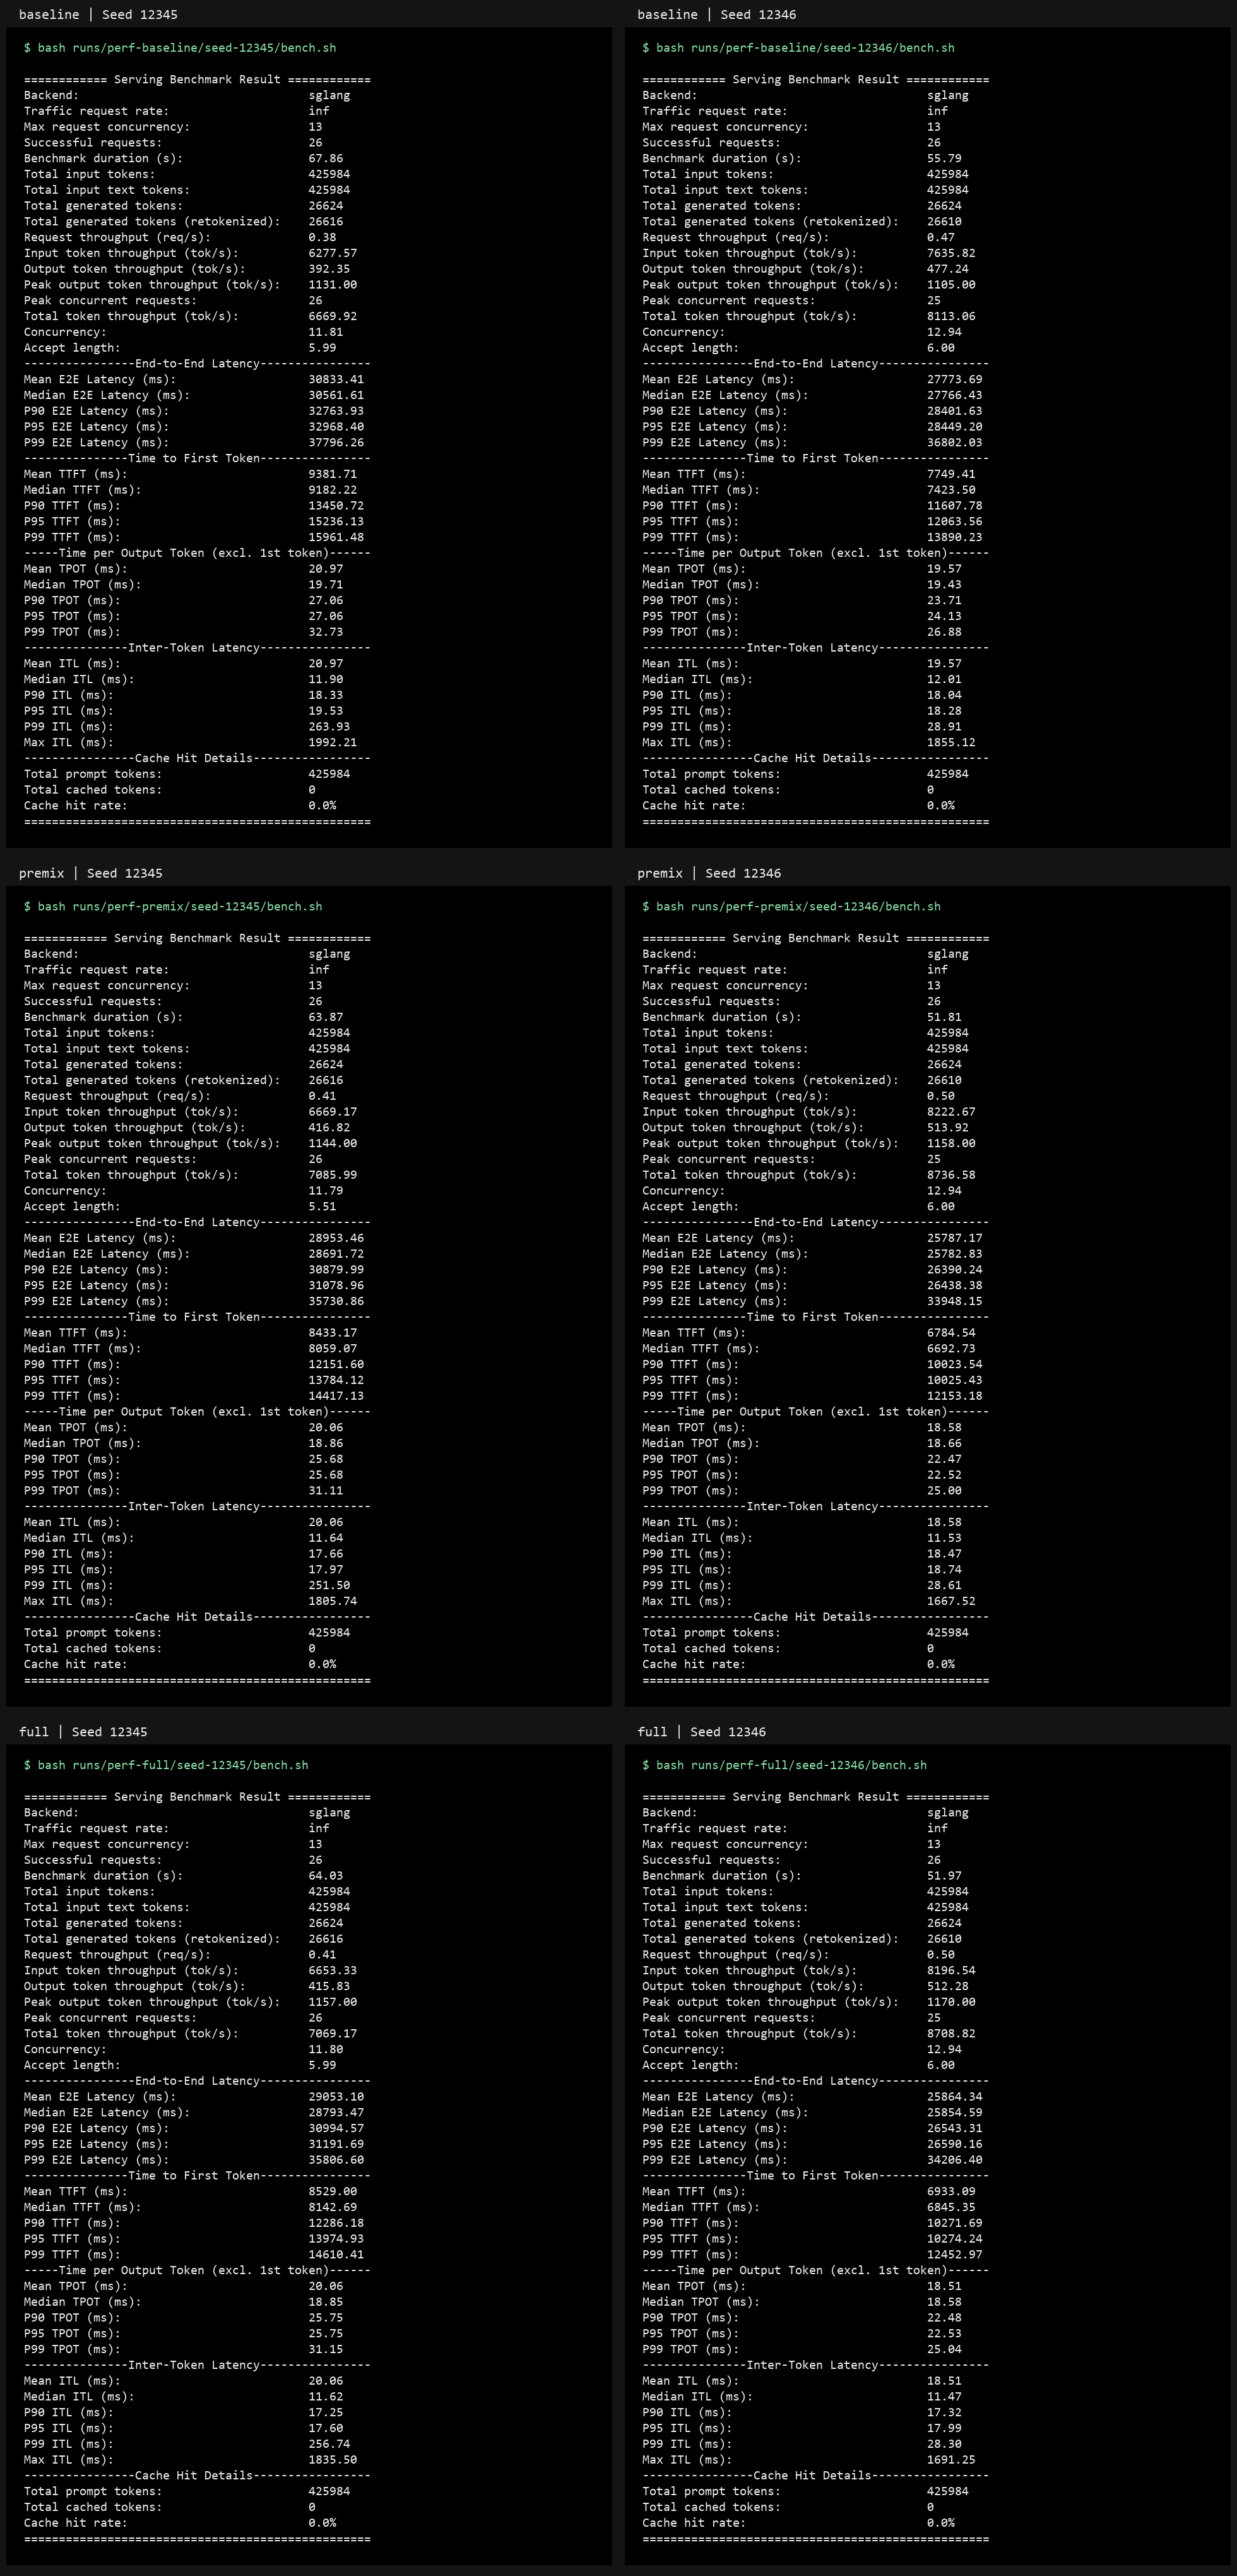 baseline | Seed 12345
$ bash runs/perf-baseline/seed-12345/bench.sh
============ Serving Benchmark Result ============
Backend: sglang
Traffic request rate: inf
Max request concurrency: 13
Successful requests: 26
Benchmark duration (s): 67.86
Total input tokens: 425984
Total input text tokens: 425984
Total generated tokens: 26624
Total generated tokens (retokenized): 26616
Request throughput (req/s): 0.38
Input token throughput (tok/s): 6277.57
Output token throughput (tok/s): 392.35
Peak output token throughput (tok/s): 1131.00
Peak concurrent requests: 26
Total token throughput (tok/s): 6669.92
Concurrency: 11.81
Accept length: 5.99
----------------End-to-End Latency----------------
Mean E2E Latency (ms): 30833.41
Median E2E Latency (ms): 30561.61
P90 E2E Latency (ms): 32763.93
P95 E2E Latency (ms): 32968.40
P99 E2E Latency (ms): 37796.26
---------------Time to First Token----------------
Mean TTFT (ms): 9381.71
Median TTFT (ms): 9182.22
P90 TTFT (ms): 13450.72
P95 TTFT (ms): 15236.13
P99 TTFT (ms): 15961.48
-----Time per Output Token (excl. 1st token)------
Mean TPOT (ms): 20.97
Median TPOT (ms): 19.71
P90 TPOT (ms): 27.06
P95 TPOT (ms): 27.06
P99 TPOT (ms): 32.73
---------------Inter-Token Latency----------------
Mean ITL (ms): 20.97
Median ITL (ms): 11.90
P90 ITL (ms): 18.33
P95 ITL (ms): 19.53
P99 ITL (ms): 263.93
Max ITL (ms): 1992.21
----------------Cache Hit Details-----------------
Total prompt tokens: 425984
Total cached tokens: 0
Cache hit rate: 0.0%
==================================================
baseline | Seed 12346
$ bash runs/perf-baseline/seed-12346/bench.sh
============ Serving Benchmark Result ============
Backend: sglang
Traffic request rate: inf
Max request concurrency: 13
Successful requests: 26
Benchmark duration (s): 55.79
Total input tokens: 425984
Total input text tokens: 425984
Total generated tokens: 26624
Total generated tokens (retokenized): 26610
Request throughput (req/s): 0.47
Input token throughput (tok/s): 7635.82
Output token throughput (tok/s): 477.24
Peak output token throughput (tok/s): 1105.00
Peak concurrent requests: 25
Total token throughput (tok/s): 8113.06
Concurrency: 12.94
Accept length: 6.00
----------------End-to-End Latency----------------
Mean E2E Latency (ms): 27773.69
Median E2E Latency (ms): 27766.43
P90 E2E Latency (ms): 28401.63
P95 E2E Latency (ms): 28449.20
P99 E2E Latency (ms): 36802.03
---------------Time to First Token----------------
Mean TTFT (ms): 7749.41
Median TTFT (ms): 7423.50
P90 TTFT (ms): 11607.78
P95 TTFT (ms): 12063.56
P99 TTFT (ms): 13890.23
-----Time per Output Token (excl. 1st token)------
Mean TPOT (ms): 19.57
Median TPOT (ms): 19.43
P90 TPOT (ms): 23.71
P95 TPOT (ms): 24.13
P99 TPOT (ms): 26.88
---------------Inter-Token Latency----------------
Mean ITL (ms): 19.57
Median ITL (ms): 12.01
P90 ITL (ms): 18.04
P95 ITL (ms): 18.28
P99 ITL (ms): 28.91
Max ITL (ms): 1855.12
----------------Cache Hit Details-----------------
Total prompt tokens: 425984
Total cached tokens: 0
Cache hit rate: 0.0%
==================================================
premix | Seed 12345
$ bash runs/perf-premix/seed-12345/bench.sh
============ Serving Benchmark Result ============
Backend: sglang
Traffic request rate: inf
Max request concurrency: 13
Successful requests: 26
Benchmark duration (s): 63.87
Total input tokens: 425984
Total input text tokens: 425984
Total generated tokens: 26624
Total generated tokens (retokenized): 26616
Request throughput (req/s): 0.41
Input token throughput (tok/s): 6669.17
Output token throughput (tok/s): 416.82
Peak output token throughput (tok/s): 1144.00
Peak concurrent requests: 26
Total token throughput (tok/s): 7085.99
Concurrency: 11.79
Accept length: 5.51
----------------End-to-End Latency----------------
Mean E2E Latency (ms): 28953.46
Median E2E Latency (ms): 28691.72
P90 E2E Latency (ms): 30879.99
P95 E2E Latency (ms): 31078.96
P99 E2E Latency (ms): 35730.86
---------------Time to First Token----------------
Mean TTFT (ms): 8433.17
Median TTFT (ms): 8059.07
P90 TTFT (ms): 12151.60
P95 TTFT (ms): 13784.12
P99 TTFT (ms): 14417.13
-----Time per Output Token (excl. 1st token)------
Mean TPOT (ms): 20.06
Median TPOT (ms): 18.86
P90 TPOT (ms): 25.68
P95 TPOT (ms): 25.68
P99 TPOT (ms): 31.11
---------------Inter-Token Latency----------------
Mean ITL (ms): 20.06
Median ITL (ms): 11.64
P90 ITL (ms): 17.66
P95 ITL (ms): 17.97
P99 ITL (ms): 251.50
Max ITL (ms): 1805.74
----------------Cache Hit Details-----------------
Total prompt tokens: 425984
Total cached tokens: 0
Cache hit rate: 0.0%
==================================================
premix | Seed 12346
$ bash runs/perf-premix/seed-12346/bench.sh
============ Serving Benchmark Result ============
Backend: sglang
Traffic request rate: inf
Max request concurrency: 13
Successful requests: 26
Benchmark duration (s): 51.81
Total input tokens: 425984
Total input text tokens: 425984
Total generated tokens: 26624
Total generated tokens (retokenized): 26610
Request throughput (req/s): 0.50
Input token throughput (tok/s): 8222.67
Output token throughput (tok/s): 513.92
Peak output token throughput (tok/s): 1158.00
Peak concurrent requests: 25
Total token throughput (tok/s): 8736.58
Concurrency: 12.94
Accept length: 6.00
----------------End-to-End Latency----------------
Mean E2E Latency (ms): 25787.17
Median E2E Latency (ms): 25782.83
P90 E2E Latency (ms): 26390.24
P95 E2E Latency (ms): 26438.38
P99 E2E Latency (ms): 33948.15
---------------Time to First Token----------------
Mean TTFT (ms): 6784.54
Median TTFT (ms): 6692.73
P90 TTFT (ms): 10023.54
P95 TTFT (ms): 10025.43
P99 TTFT (ms): 12153.18
-----Time per Output Token (excl. 1st token)------
Mean TPOT (ms): 18.58
Median TPOT (ms): 18.66
P90 TPOT (ms): 22.47
P95 TPOT (ms): 22.52
P99 TPOT (ms): 25.00
---------------Inter-Token Latency----------------
Mean ITL (ms): 18.58
Median ITL (ms): 11.53
P90 ITL (ms): 18.47
P95 ITL (ms): 18.74
P99 ITL (ms): 28.61
Max ITL (ms): 1667.52
----------------Cache Hit Details-----------------
Total prompt tokens: 425984
Total cached tokens: 0
Cache hit rate: 0.0%
==================================================
full | Seed 12345
$ bash runs/perf-full/seed-12345/bench.sh
============ Serving Benchmark Result ============
Backend: sglang
Traffic request rate: inf
Max request concurrency: 13
Successful requests: 26
Benchmark duration (s): 64.03
Total input tokens: 425984
Total input text tokens: 425984
Total generated tokens: 26624
Total generated tokens (retokenized): 26616
Request throughput (req/s): 0.41
Input token throughput (tok/s): 6653.33
Output token throughput (tok/s): 415.83
Peak output token throughput (tok/s): 1157.00
Peak concurrent requests: 26
Total token throughput (tok/s): 7069.17
Concurrency: 11.80
Accept length: 5.99
----------------End-to-End Latency----------------
Mean E2E Latency (ms): 29053.10
Median E2E Latency (ms): 28793.47
P90 E2E Latency (ms): 30994.57
P95 E2E Latency (ms): 31191.69
P99 E2E Latency (ms): 35806.60
---------------Time to First Token----------------
Mean TTFT (ms): 8529.00
Median TTFT (ms): 8142.69
P90 TTFT (ms): 12286.18
P95 TTFT (ms): 13974.93
P99 TTFT (ms): 14610.41
-----Time per Output Token (excl. 1st token)------
Mean TPOT (ms): 20.06
Median TPOT (ms): 18.85
P90 TPOT (ms): 25.75
P95 TPOT (ms): 25.75
P99 TPOT (ms): 31.15
---------------Inter-Token Latency----------------
Mean ITL (ms): 20.06
Median ITL (ms): 11.62
P90 ITL (ms): 17.25
P95 ITL (ms): 17.60
P99 ITL (ms): 256.74
Max ITL (ms): 1835.50
----------------Cache Hit Details-----------------
Total prompt tokens: 425984
Total cached tokens: 0
Cache hit rate: 0.0%
==================================================
full | Seed 12346
$ bash runs/perf-full/seed-12346/bench.sh
============ Serving Benchmark Result ============
Backend: sglang
Traffic request rate: inf
Max request concurrency: 13
Successful requests: 26
Benchmark duration (s): 51.97
Total input tokens: 425984
Total input text tokens: 425984
Total generated tokens: 26624
Total generated tokens (retokenized): 26610
Request throughput (req/s): 0.50
Input token throughput (tok/s): 8196.54
Output token throughput (tok/s): 512.28
Peak output token throughput (tok/s): 1170.00
Peak concurrent requests: 25
Total token throughput (tok/s): 8708.82
Concurrency: 12.94
Accept length: 6.00
----------------End-to-End Latency----------------
Mean E2E Latency (ms): 25864.34
Median E2E Latency (ms): 25854.59
P90 E2E Latency (ms): 26543.31
P95 E2E Latency (ms): 26590.16
P99 E2E Latency (ms): 34206.40
---------------Time to First Token----------------
Mean TTFT (ms): 6933.09
Median TTFT (ms): 6845.35
P90 TTFT (ms): 10271.69
P95 TTFT (ms): 10274.24
P99 TTFT (ms): 12452.97
-----Time per Output Token (excl. 1st token)------
Mean TPOT (ms): 18.51
Median TPOT (ms): 18.58
P90 TPOT (ms): 22.48
P95 TPOT (ms): 22.53
P99 TPOT (ms): 25.04
---------------Inter-Token Latency----------------
Mean ITL (ms): 18.51
Median ITL (ms): 11.47
P90 ITL (ms): 17.32
P95 ITL (ms): 17.99
P99 ITL (ms): 28.30
Max ITL (ms): 1691.25
----------------Cache Hit Details-----------------
Total prompt tokens: 425984
Total cached tokens: 0
Cache hit rate: 0.0%
==================================================